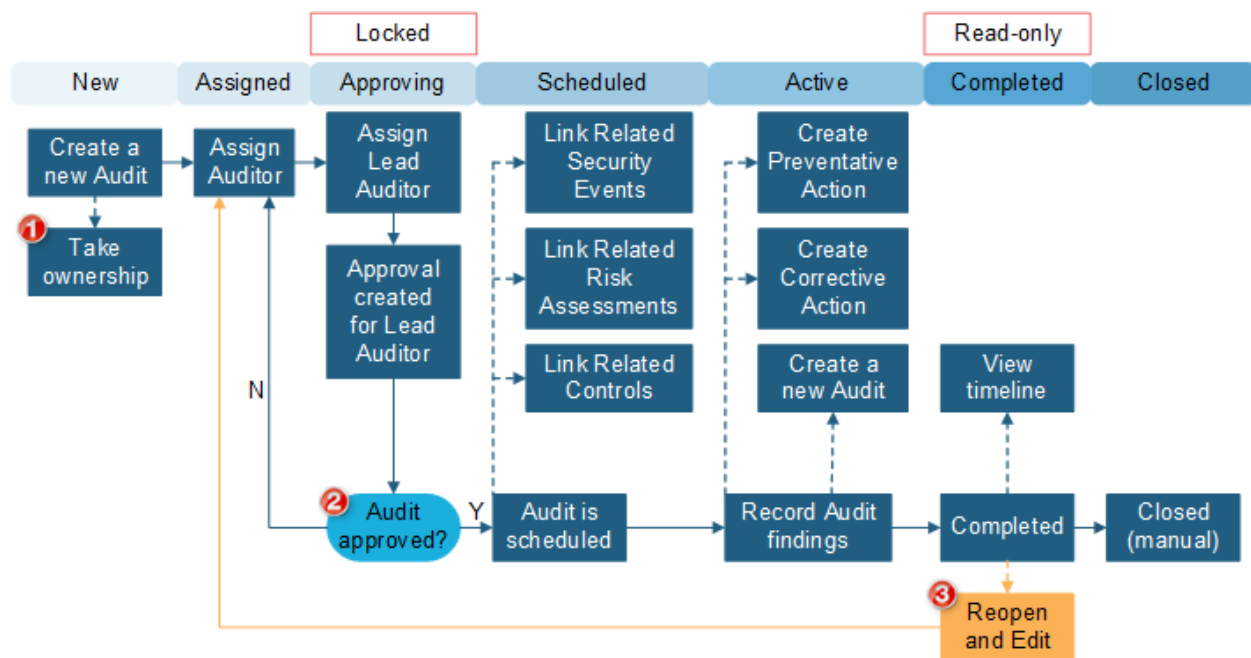 Locked
Read-only
New
Assigned
Approving
Scheduled
Active
Completed
Closed
Create a
new Audit
1
Take
ownership
Assign
Auditor
Assign
Lead
Auditor
Approval
created
for Lead
Auditor
N
2
Audit
approved?
Y
Link Related
Security
Events
Link Related
Risk
Assessments
Link Related
Controls
Audit is
scheduled
Create
Preventative
Action
Create
Corrective
Action
Create a
new Audit
Record Audit
findings
View
timeline
Completed
3
Reopen
and Edit
Closed
(manual)